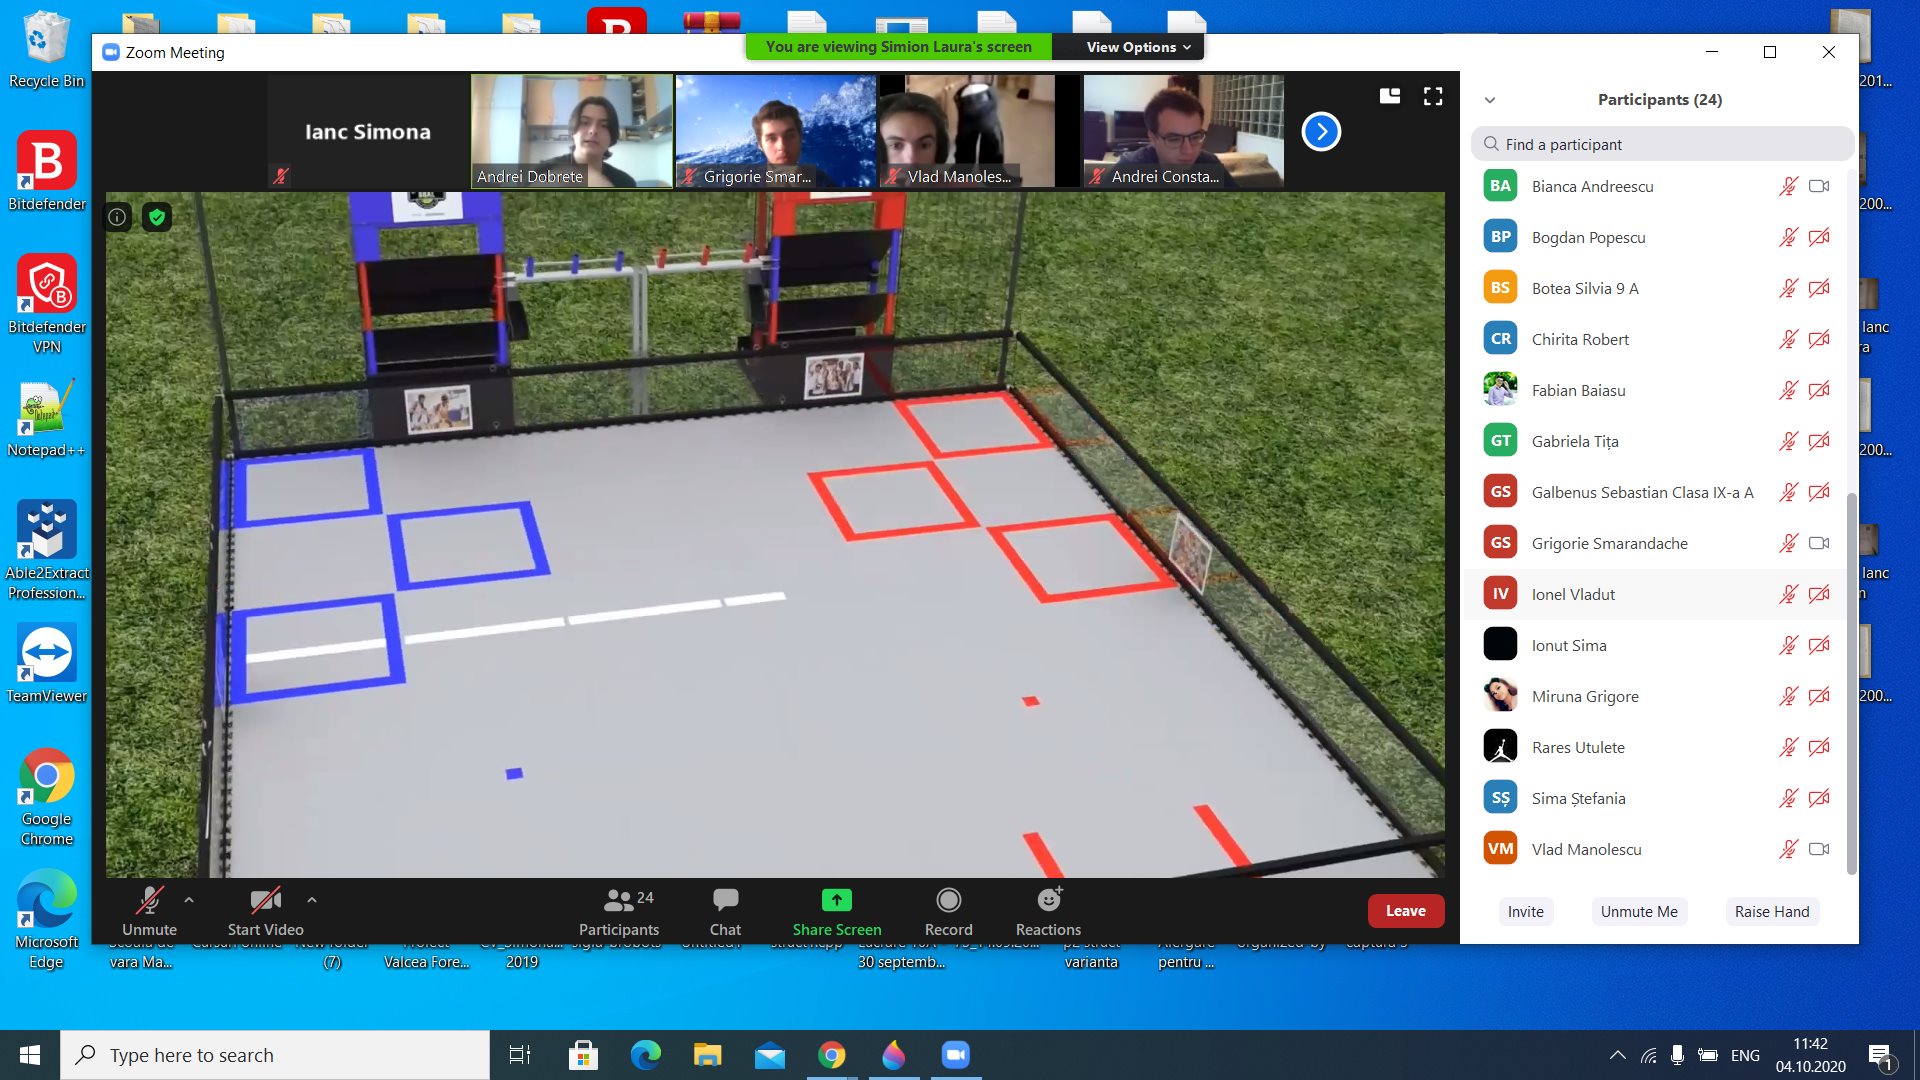 Recycle Bin
Bitdefender
Bitdefender
VPN
Notepad++
Able2Extract
Profession...
TeamViewer
Google
Chrome
Microsoft
Edge
Zoom Meeting
You are viewing Simion Laura's screen
View Options
Ianc Simona
Andrei Dobrete
Grigorie Smar...
Vlad Manoles...
Andrei Consta...
Participants (24)
Find a participant
BA Bianca Andreescu
BP Bogdan Popescu
BS Botea Silvia 9 A
CR Chirita Robert
Fabian Baiasu
GT Gabriela Tița
GS Galbenus Sebastian Clasa IX-a A
GS Grigorie Smarandache
IV Ionel Vladut
Ionut Sima
Miruna Grigore
Rares Utulete
SȘ Sima Ștefania
VM Vlad Manolescu
Invite
Unmute Me
Raise Hand
Unmute
Start Video
24
Participants
Chat
Share Screen
Record
Reactions
Leave
vara Ma...
(7)
Valcea Fore...
2019
30 septemb...
varianta
pentru ...
201...
200...
Ianc
200...
Ianc
200...
Type here to search
ENG
11:42
04.10.2020
1